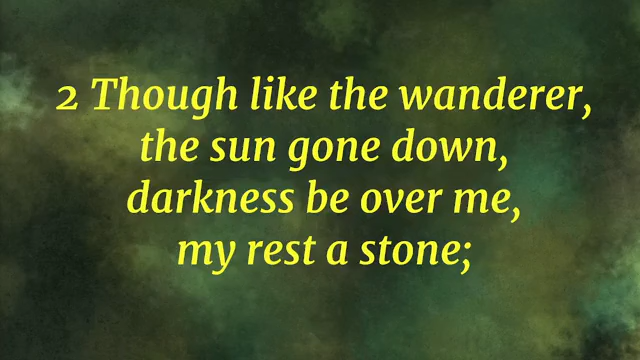 2 Though like the wanderer,
the sun gone down,
darkness be over me,
my rest a stone;